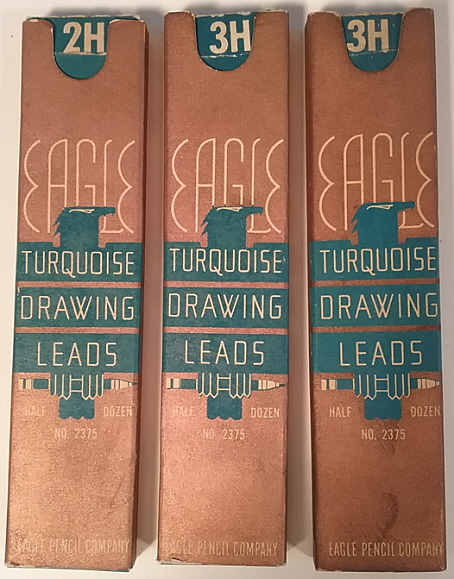 2H
EAGLE
TURQUOISE
DRAWING
LEADS
HALF DOZEN
NO. 2375
EAGLE PENCIL COMPANY
3H
EAGLE
TURQUOISE
DRAWING
LEADS
HALF DOZEN
NO. 2375
EAGLE PENCIL COMPANY
3H
EAGLE
TURQUOISE
DRAWING
LEADS
HALF DOZEN
NO. 2375
EAGLE PENCIL COMPANY